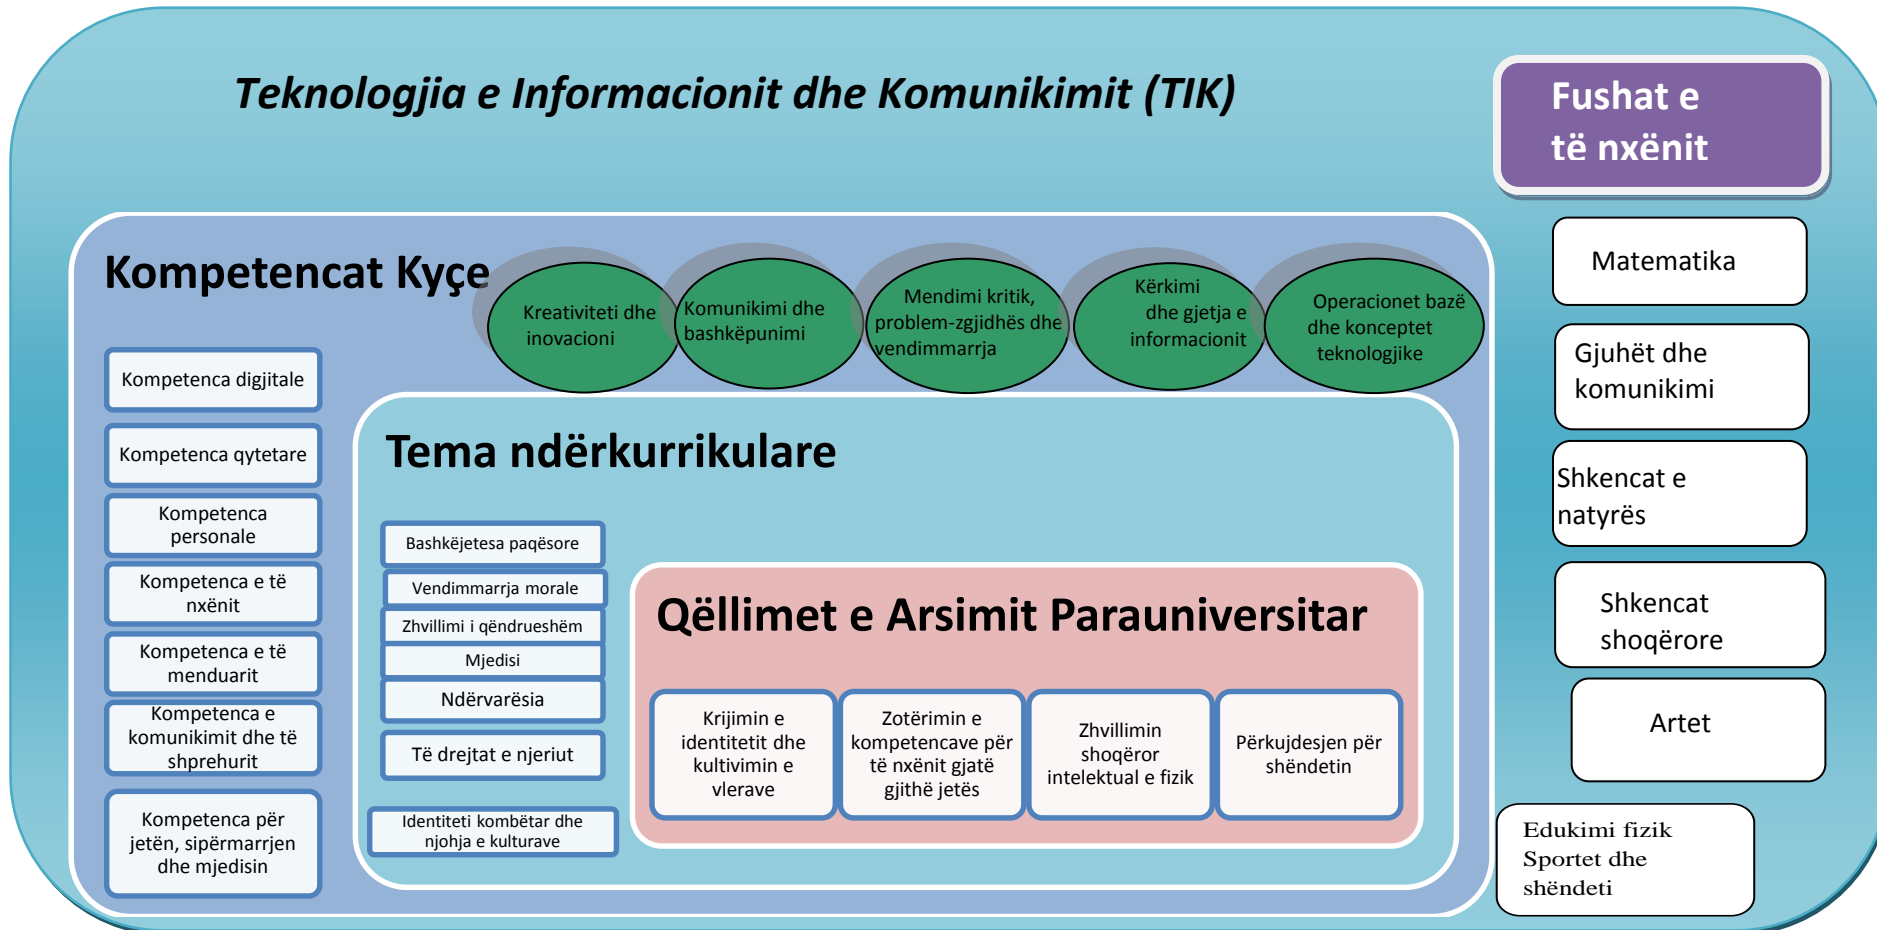 Teknologjia e Informacionit dhe Komunikimit (TIK)
Fushat e
të nxënit
Kompetencat Kyçe
Kreativiteti dhe
inovacioni
Komunikimi dhe
bashkëpunimi
Mendimi kritik,
problem-zgjidhës dhe
vendimmarrja
Kërkimi
dhe gjetja e
informacionit
Operacionet bazë
dhe konceptet
teknologjike
Kompetenca digjitale
Kompetenca qytetare
Kompetenca
personale
Kompetenca e të
nxënit
Kompetenca e të
menduarit
Kompetenca e
komunikimit dhe të
shprehurit
Kompetenca për
jetën, sipërmarrjen
dhe mjedisin
Tema ndërkurrikulare
Bashkëjetesa paqësore
Vendimmarrja morale
Zhvillimi i qëndrueshëm
Mjedisi
Ndërvarësia
Të drejtat e njeriut
Identiteti kombëtar dhe
njohja e kulturave
Qëllimet e Arsimit Parauniversitar
Krijimin e
identitetit dhe
kultivimin e
vlerave
Zotërimin e
kompetencave për
të nxënit gjatë
gjithë jetës
Zhvillimin
shoqëror
intelektual e fizik
Përkujdesjen për
shëndetin
Matematika
Gjuhët dhe
komunikimi
Shkencat e
natyrës
Shkencat
shoqërore
Artet
Edukimi fizik
Sportet dhe
shëndeti